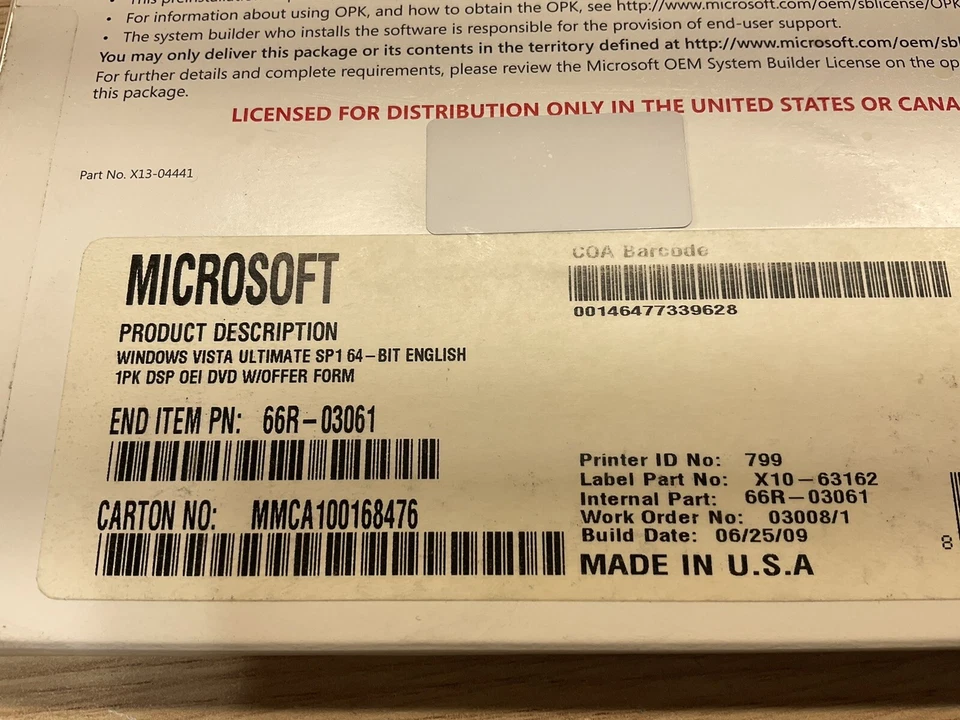 • For information about using OPK, and how to obtain the OPK, see http://www.microsoft.com/oem/sblicense/OPK
• The system builder who installs the software is responsible for the provision of end-user support.
You may only deliver this package or its contents in the territory defined at http://www.microsoft.com/oem/sbl
For further details and complete requirements, please review the Microsoft OEM System Builder License on the op
this package.
LICENSED FOR DISTRIBUTION ONLY IN THE UNITED STATES OR CANA
Part No. X13-04441
MICROSOFT
PRODUCT DESCRIPTION
WINDOWS VISTA ULTIMATE SP1 64-BIT ENGLISH
1PK DSP OEI DVD W/OFFER FORM
END ITEM PN: 66R-03061
CARTON NO: MMCA100168476
COA Barcode
00146477339628
Printer ID No: 799
Label Part No: X10-63162
Internal Part: 66R-03061
Work Order No: 03008/1
Build Date: 06/25/09
MADE IN U.S.A
8